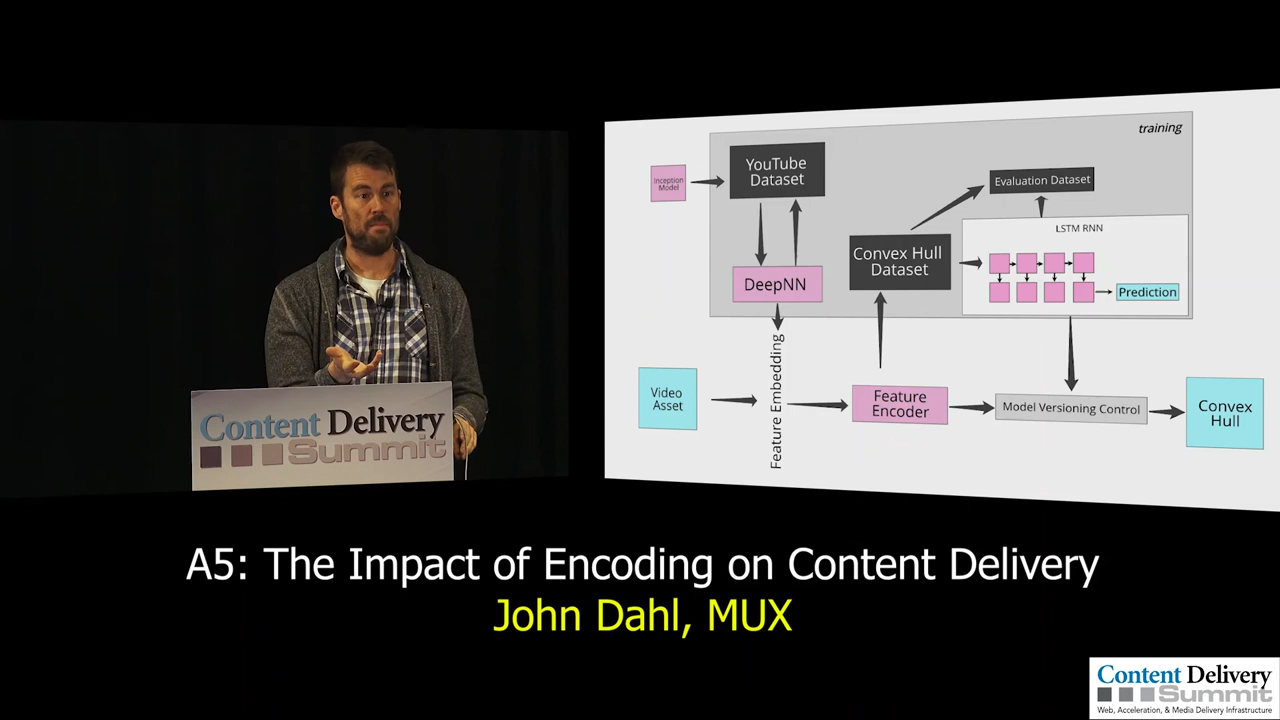 training
Inception
Model
YouTube
Dataset
Evaluation Dataset
LSTM RNN
Convex Hull
Dataset
DeepNN
Prediction
Feature Embedding
Video
Asset
Feature
Encoder
Model Versioning Control
Convex
Hull
Content Delivery
Summit
A5: The Impact of Encoding on Content Delivery
John Dahl, MUX
Content Delivery
Summit
Web, Acceleration, & Media Delivery Infrastructure